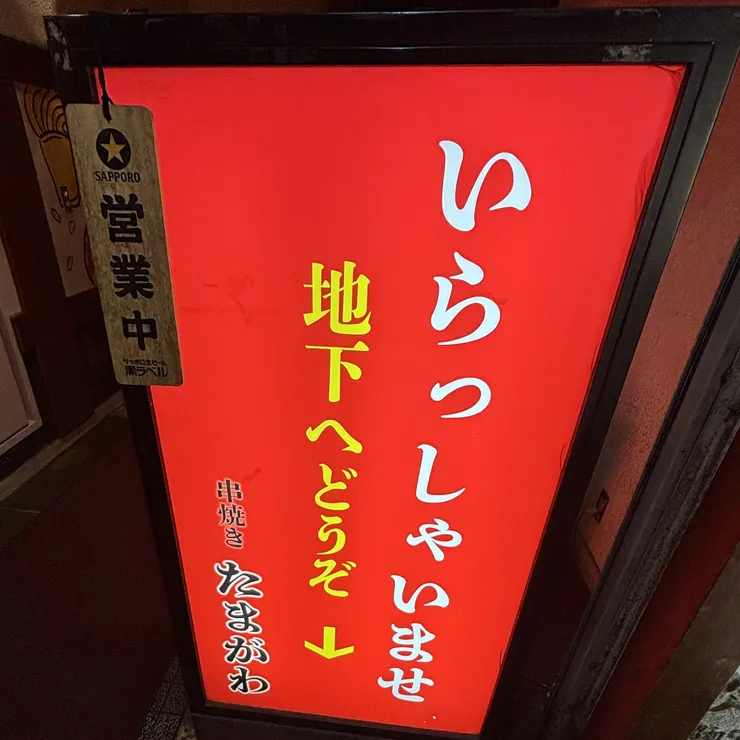 いらっしゃいませ
地下へどうぞ ↓
串焼き たまがわ
SAPPORO
営業中
サッポロ生ビール
黒ラベル